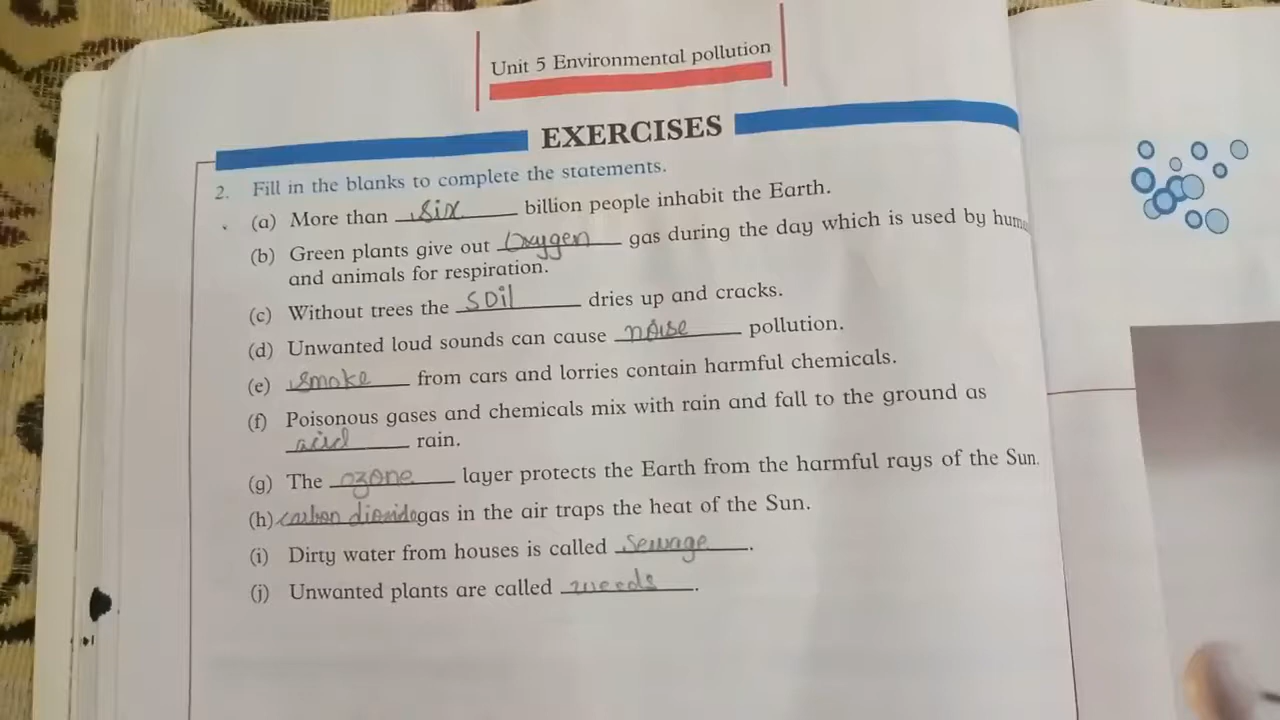 Unit 5 Environmental pollution
EXERCISES
2. Fill in the blanks to complete the statements.
(a) More than six billion people inhabit the Earth.
(b) Green plants give out Oxygen gas during the day which is used by
and animals for respiration.
(c) Without trees the soil dries up and cracks.
(d) Unwanted loud sounds can cause noise pollution.
(e) smoke from cars and lorries contain harmful chemicals.
(f) Poisonous gases and chemicals mix with rain and fall to the ground as
acid rain.
(g) The ozone layer protects the Earth from the harmful rays of the Sun.
(h) carbon dioxide gas in the air traps the heat of the Sun.
(i) Dirty water from houses is called Sewage.
(j) Unwanted plants are called weeds.